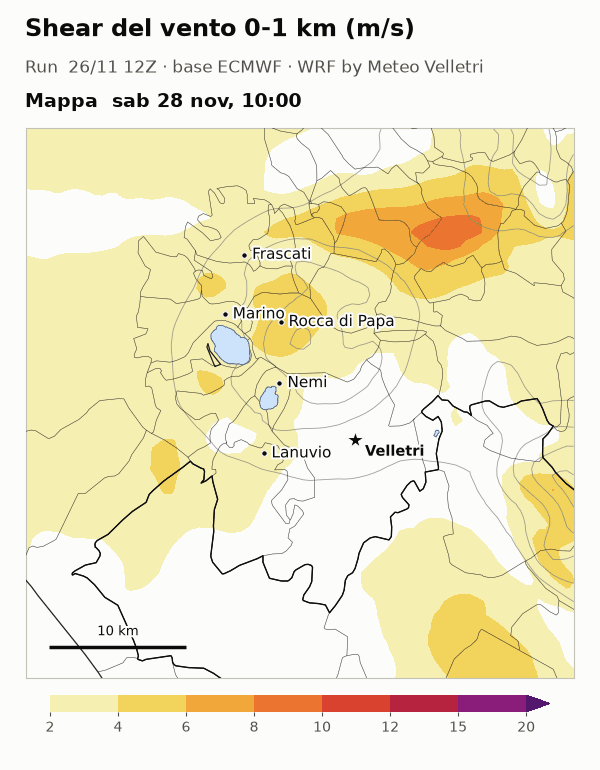 Shear del vento 0-1 km (m/s)
Run 26/11 12Z · base ECMWF · WRF by Meteo Velletri
Mappa sab 28 nov, 10:00
Frascati
Marino
Rocca di Papa
Nemi
Velletri
Lanuvio
10 km
2 4 6 8 10 12 15 20